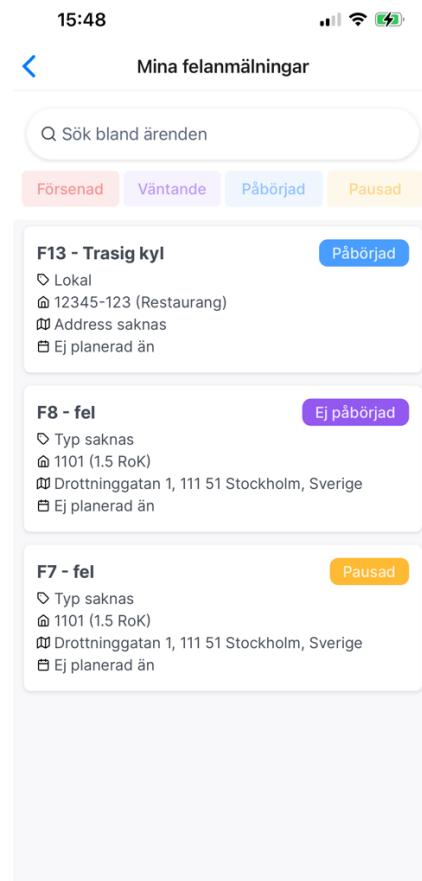 15:48
Mina felanmälningar
Sök bland ärenden
Försenad Väntande Påbörjad Pausad
F13 - Trasig kyl Påbörjad
Lokal
12345-123 (Restaurang)
Address saknas
Ej planerad än
F8 - fel Ej påbörjad
Typ saknas
1101 (1.5 RoK)
Drottninggatan 1, 111 51 Stockholm, Sverige
Ej planerad än
F7 - fel Pausad
Typ saknas
1101 (1.5 RoK)
Drottninggatan 1, 111 51 Stockholm, Sverige
Ej planerad än